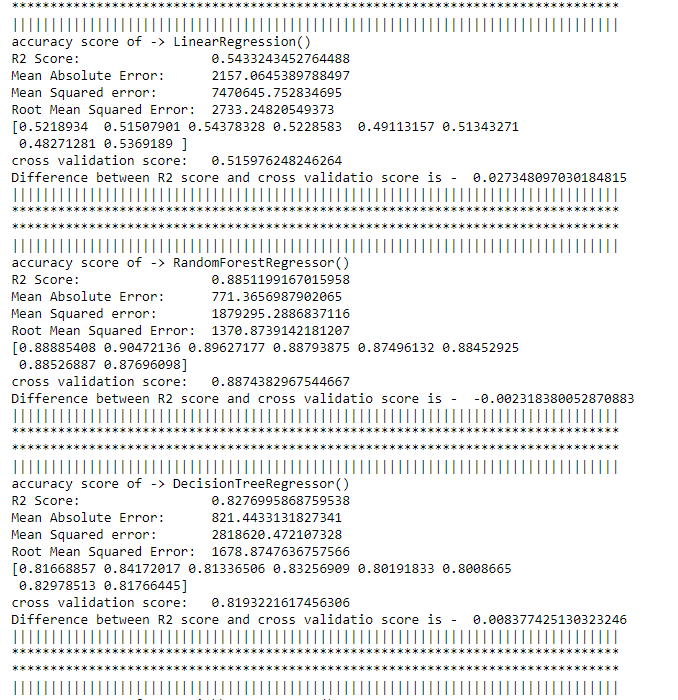 *******************************************************************************
|||||||||||||||||||||||||||||||||||||||||||||||||||||||||||||||||||||||||||||||
accuracy score of -> LinearRegression()
R2 Score:                 0.5433243452764488
Mean Absolute Error:      2157.0645389788497
Mean Squared error:       7470645.752834695
Root Mean Squared Error:  2733.24820549373
[0.5218934  0.51507901 0.54378328 0.5228583  0.49113157 0.51343271
 0.48271281 0.5369189 ]
cross validation score:   0.515976248246264
Difference between R2 score and cross validatio score is -  0.027348097030184815
|||||||||||||||||||||||||||||||||||||||||||||||||||||||||||||||||||||||||||||||
*******************************************************************************
*******************************************************************************
|||||||||||||||||||||||||||||||||||||||||||||||||||||||||||||||||||||||||||||||
accuracy score of -> RandomForestRegressor()
R2 Score:                 0.8851199167015958
Mean Absolute Error:      771.3656987902065
Mean Squared error:       1879295.2886837116
Root Mean Squared Error:  1370.8739142181207
[0.88885408 0.90472136 0.89627177 0.88793875 0.87496132 0.88452925
 0.88526887 0.87696098]
cross validation score:   0.8874382967544667
Difference between R2 score and cross validatio score is -  -0.002318380052870883
|||||||||||||||||||||||||||||||||||||||||||||||||||||||||||||||||||||||||||||||
*******************************************************************************
*******************************************************************************
|||||||||||||||||||||||||||||||||||||||||||||||||||||||||||||||||||||||||||||||
accuracy score of -> DecisionTreeRegressor()
R2 Score:                 0.8276995868759538
Mean Absolute Error:      821.4433131827341
Mean Squared error:       2818620.472107328
Root Mean Squared Error:  1678.8747636757566
[0.81668857 0.84172017 0.81336506 0.83256909 0.80191833 0.8008665
 0.82978513 0.81766445]
cross validation score:   0.8193221617456306
Difference between R2 score and cross validatio score is -  0.008377425130323246
|||||||||||||||||||||||||||||||||||||||||||||||||||||||||||||||||||||||||||||||
*******************************************************************************
*******************************************************************************
|||||||||||||||||||||||||||||||||||||||||||||||||||||||||||||||||||||||||||||||